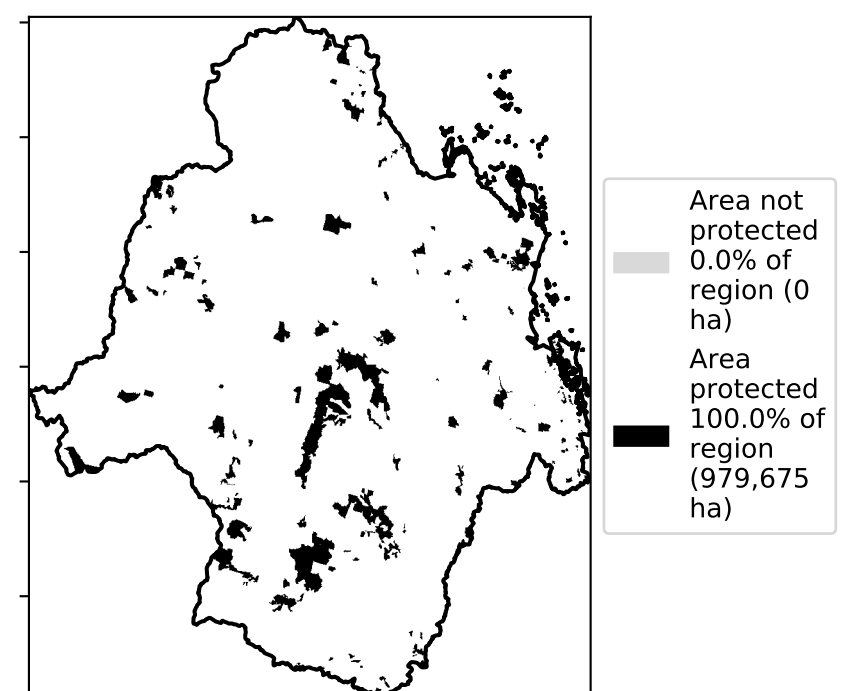 Area not
protected
0.0% of
region (0
ha)
Area
protected
100.0% of
region
(979,675
ha)